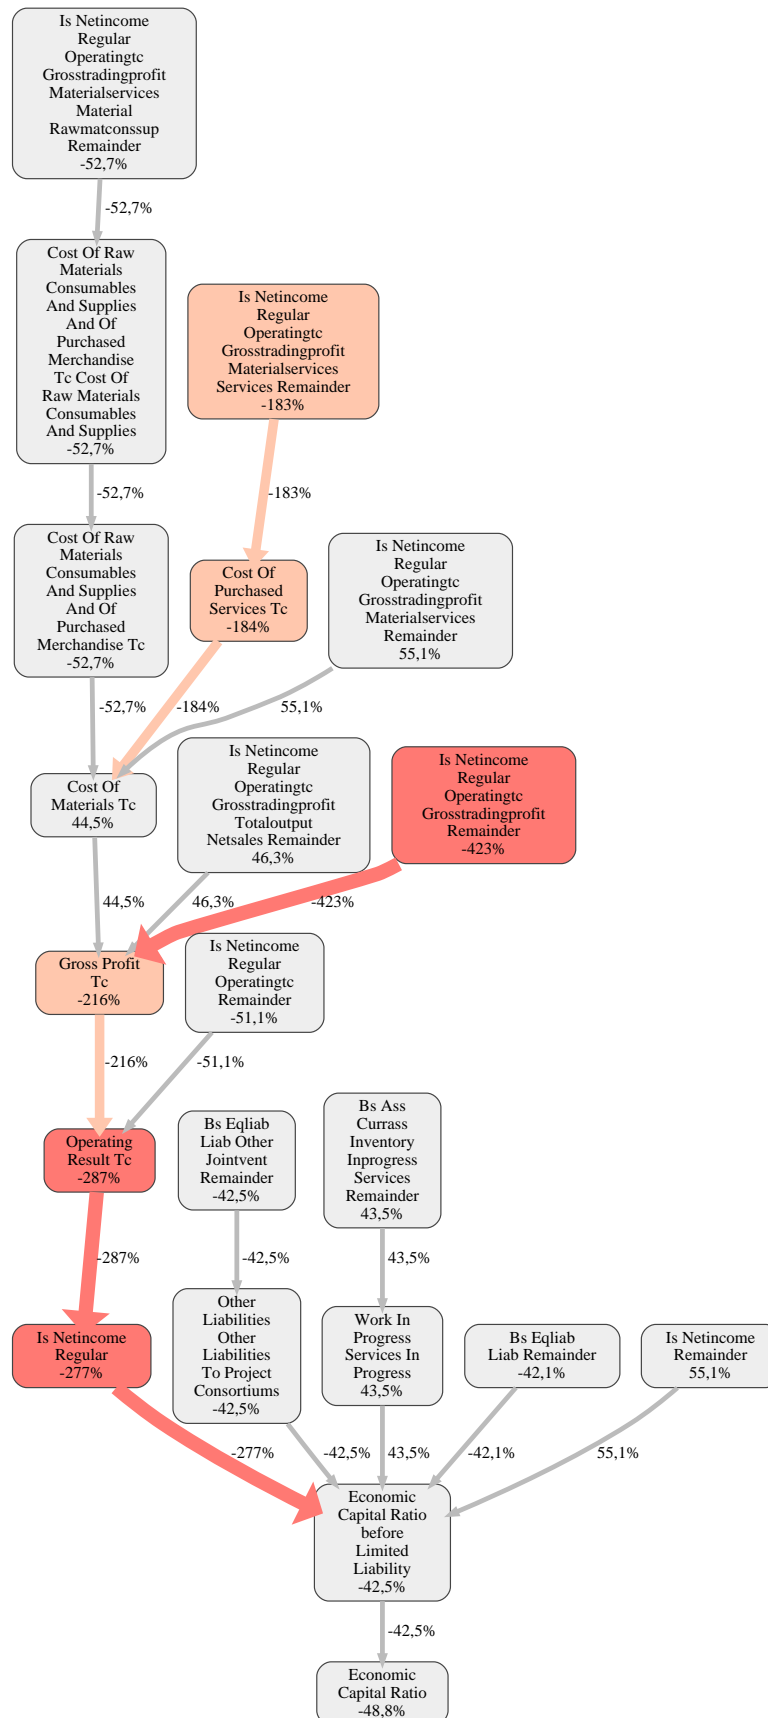 Is Netincome
Regular
Operatingtc
Grosstradingprofit
Materialservices
Material
Rawmatconssup
Remainder
-52,7%
-52,7%
Cost Of Raw
Materials
Consumables
And Supplies
And Of
Purchased
Merchandise
Tc Cost Of
Raw Materials
Consumables
And Supplies
-52,7%
Is Netincome
Regular
Operatingtc
Grosstradingprofit
Materialservices
Services Remainder
-183%
-52,7%
-183%
Cost Of Raw
Materials
Consumables
And Supplies
And Of
Purchased
Merchandise Tc
-52,7%
Cost Of
Purchased
Services Tc
-184%
Is Netincome
Regular
Operatingtc
Grosstradingprofit
Materialservices
Remainder
55,1%
-52,7%
-184%
55,1%
Cost Of
Materials Tc
44,5%
Is Netincome
Regular
Operatingtc
Grosstradingprofit
Totaloutput
Netsales Remainder
46,3%
Is Netincome
Regular
Operatingtc
Grosstradingprofit
Remainder
-423%
44,5%
46,3%
-423%
Gross Profit
Tc
-216%
Is Netincome
Regular
Operatingtc
Remainder
-51,1%
-216%
-51,1%
Operating
Result Tc
-287%
Bs Eqliab
Liab Other
Jointvent
Remainder
-42,5%
Bs Ass
Currass
Inventory
Inprogress
Services
Remainder
43,5%
-287%
-42,5%
43,5%
Is Netincome
Regular
-277%
Other
Liabilities
Other
Liabilities
To Project
Consortiums
-42,5%
Work In
Progress
Services In
Progress
43,5%
Bs Eqliab
Liab Remainder
-42,1%
Is Netincome
Remainder
55,1%
-277%
-42,5%
43,5%
-42,1%
55,1%
Economic
Capital Ratio
before
Limited
Liability
-42,5%
-42,5%
Economic
Capital Ratio
-48,8%